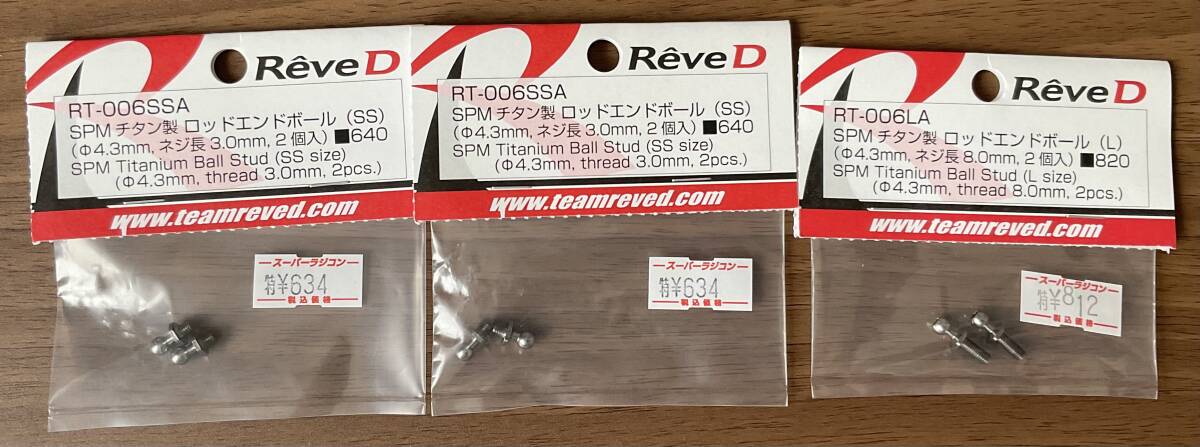 RêveD
RT-006SSA
SPM チタン製 ロッドエンドボール (SS)
(Φ4.3mm, ネジ長 3.0mm, 2個入) ■640
SPM Titanium Ball Stud (SS size)
(Φ4.3mm, thread 3.0mm, 2pcs.)
www.teamreved.com
スーパーラジコン
特¥634
税込価格
RêveD
RT-006SSA
SPM チタン製 ロッドエンドボール (SS)
(Φ4.3mm, ネジ長 3.0mm, 2個入) ■640
SPM Titanium Ball Stud (SS size)
(Φ4.3mm, thread 3.0mm, 2pcs.)
www.teamreved.com
スーパーラジコン
特¥634
税込価格
RêveD
RT-006LA
SPM チタン製 ロッドエンドボール (L)
(Φ4.3mm, ネジ長 8.0mm, 2個入) ■820
SPM Titanium Ball Stud (L size)
(Φ4.3mm, thread 8.0mm, 2pcs.)
www.teamreved.com
スーパーラジコン
特¥812
税込価格